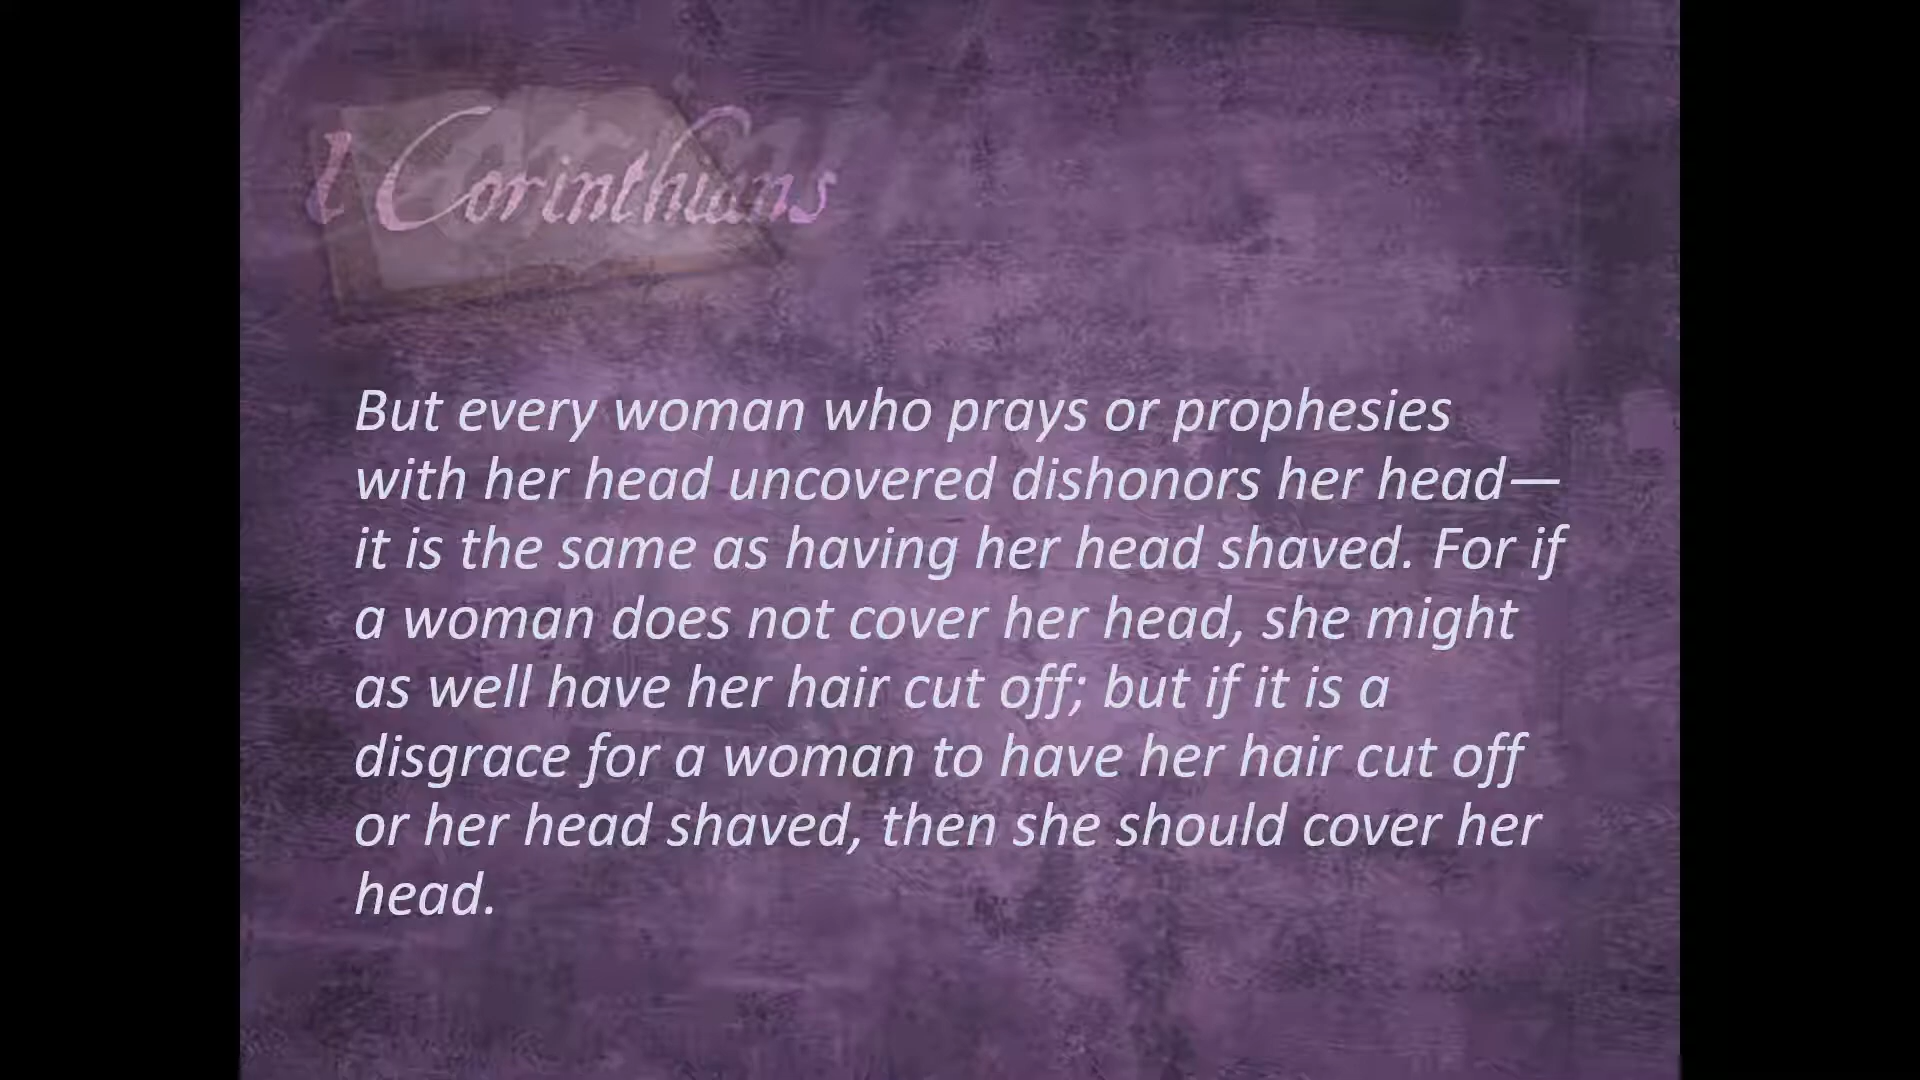 1 Corinthians
But every woman who prays or prophesies
with her head uncovered dishonors her head—
it is the same as having her head shaved. For if
a woman does not cover her head, she might
as well have her hair cut off; but if it is a
disgrace for a woman to have her hair cut off
or her head shaved, then she should cover her
head.